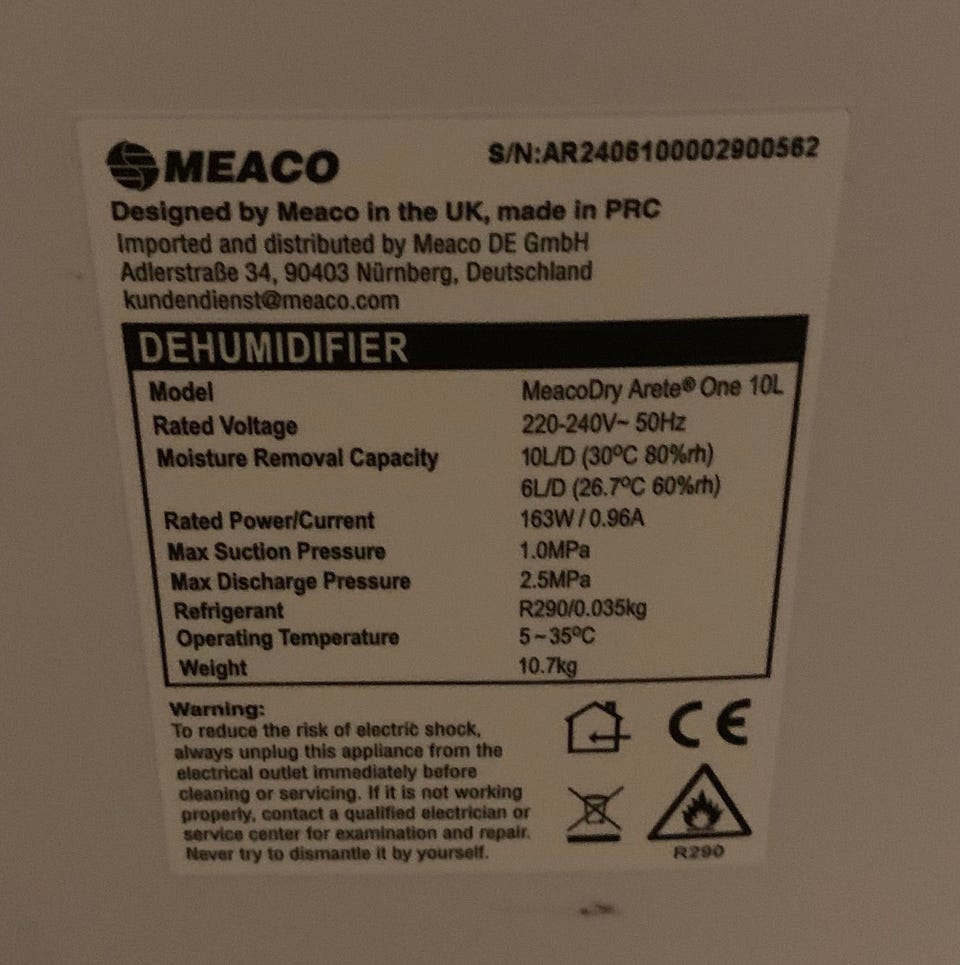 MEACO
S/N:AR2406100002900562
Designed by Meaco in the UK, made in PRC
Imported and distributed by Meaco DE GmbH
Adlerstraße 34, 90403 Nürnberg, Deutschland
kundendienst@meaco.com
DEHUMIDIFIER
Model MeacoDry Arete® One 10L
Rated Voltage 220-240V~ 50Hz
Moisture Removal Capacity 10L/D (30ºC 80%rh)
6L/D (26.7ºC 60%rh)
Rated Power/Current 163W / 0.96A
Max Suction Pressure 1.0MPa
Max Discharge Pressure 2.5MPa
Refrigerant R290/0.035kg
Operating Temperature 5~35ºC
Weight 10.7kg
Warning:
To reduce the risk of electric shock,
always unplug this appliance from the
electrical outlet immediately before
cleaning or servicing. If it is not working
properly, contact a qualified electrician or
service center for examination and repair.
Never try to dismantle it by yourself.
CE
R290